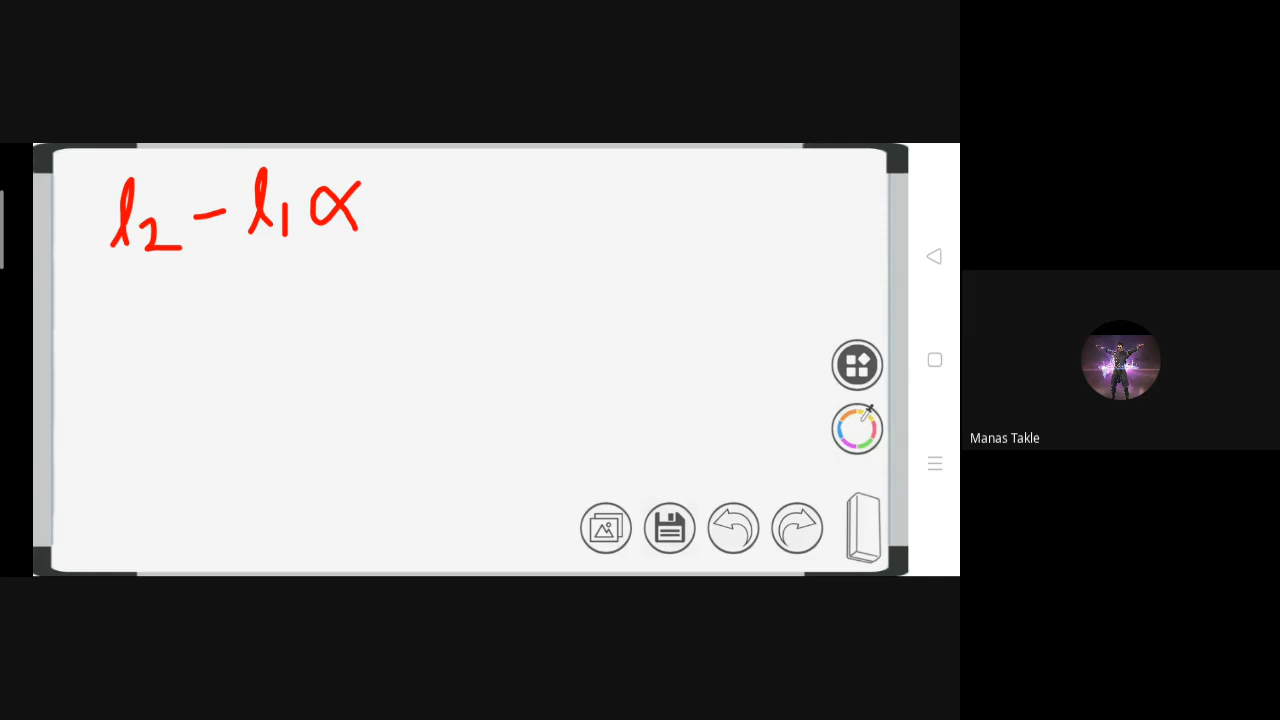 l₂ - l₁ ∝
Manas Takle